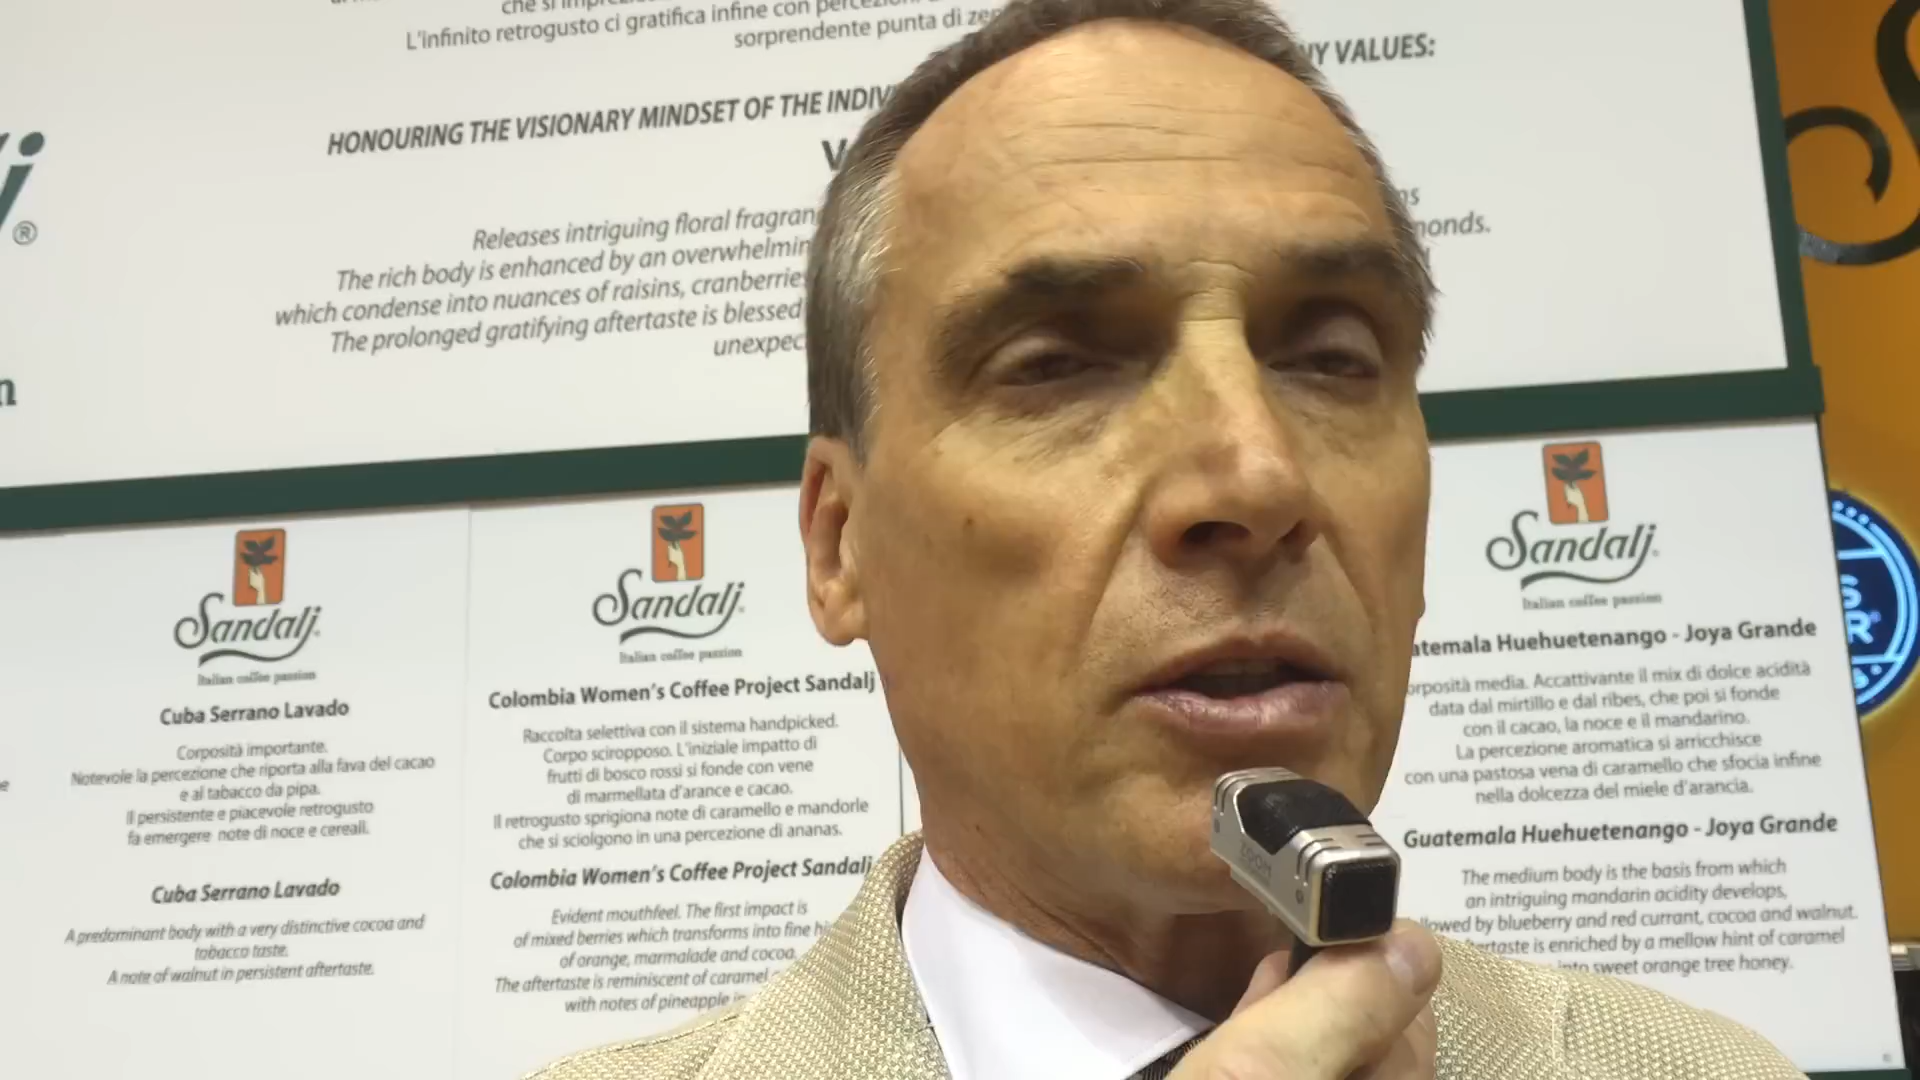 che si
L'infinito retrogusto ci gratifica infine con
sorprendente punta di
HONOURING THE VISIONARY MINDSET OF THE
VALUES:
Releases intriguing floral
The rich body is enhanced by an
monds.
which condense into nuances of raisins,
The prolonged gratifying aftertaste is blessed
j®
n
Sandalj
Italian coffee passion
Cuba Serrano Lavado
Corposità importante.
Notevole la percezione che riporta alla fava del cacao
e al tabacco da pipa.
Il persistente e piacevole retrogusto
fa emergere note di noce e cereali.
Cuba Serrano Lavado
A predominant body with a very distinctive cocoa and
tobacco taste.
A note of walnut in persistent aftertaste.
Sandalj
Italian coffee passion
Colombia Women's Coffee Project Sandalj
Raccolta selettiva con il sistema handpicked.
Corpo sciropposo. L'iniziale impatto di
frutti di bosco rossi si fonde con vene
di marmellata d'arance e cacao.
Il retrogusto sprigiona note di caramello e mandorle
che si sciolgono in una percezione di ananas.
Colombia Women's Coffee Project Sandalj
Evident mouthfeel. The first impact is
of mixed berries which transforms into fine
of orange, marmalade and cocoa.
The aftertaste is reminiscent of caramel
with notes of pineapple
Sandalj
Italian coffee passion
atemala Huehuetenango - Joya Grande
orposità media. Accattivante il mix di dolce acidità
data dal mirtillo e dal ribes, che poi si fonde
con il cacao, la noce e il mandarino.
La percezione aromatica si arricchisce
con una pastosa vena di caramello che sfocia infine
nella dolcezza del miele d'arancia.
Guatemala Huehuetenango - Joya Grande
The medium body is the basis from which
an intriguing mandarin acidity develops,
llowed by blueberry and red currant, cocoa and walnut.
ertaste is enriched by a mellow hint of caramel
into sweet orange tree honey.
ZOOM